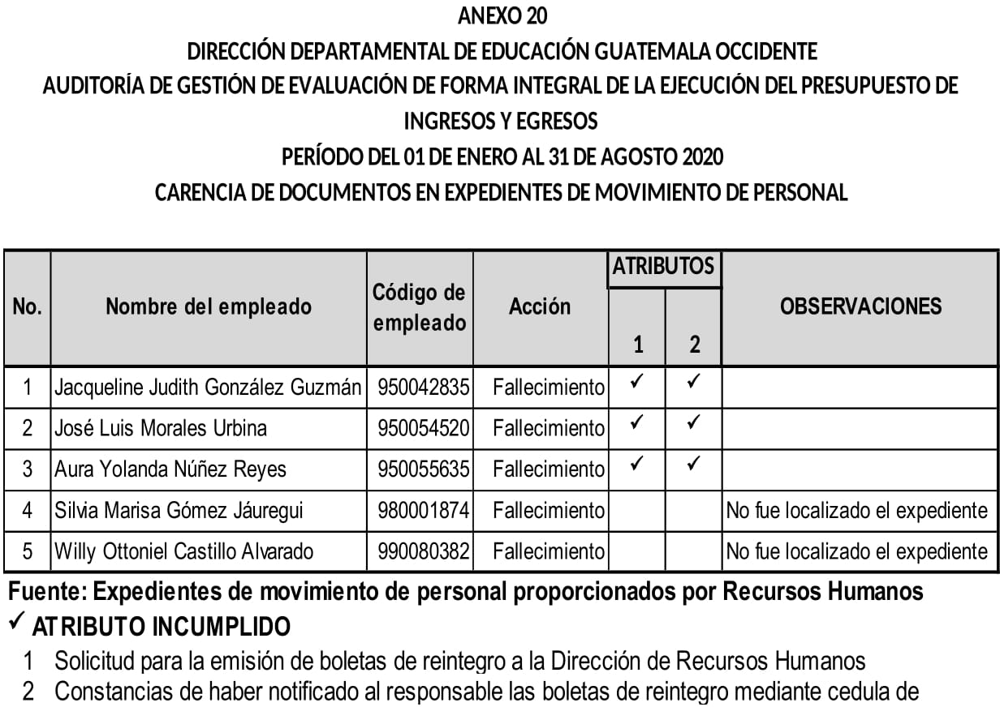 ANEXO 20
DIRECCIÓN DEPARTAMENTAL DE EDUCACIÓN GUATEMALA OCCIDENTE
AUDITORÍA DE GESTIÓN DE EVALUACIÓN DE FORMA INTEGRAL DE LA EJECUCIÓN DEL PRESUPUESTO DE
INGRESOS Y EGRESOS
PERÍODO DEL 01 DE ENERO AL 31 DE AGOSTO 2020
CARENCIA DE DOCUMENTOS EN EXPEDIENTES DE MOVIMIENTO DE PERSONAL
No. Nombre del empleado Código de empleado Acción ATRIBUTOS 1 2 OBSERVACIONES
1 Jacqueline Judith González Guzmán 950042835 Fallecimiento ✓ ✓
2 José Luis Morales Urbina 950054520 Fallecimiento ✓ ✓
3 Aura Yolanda Núñez Reyes 950055635 Fallecimiento ✓ ✓
4 Silvia Marisa Gómez Jáuregui 980001874 Fallecimiento No fue localizado el expediente
5 Willy Ottoniel Castillo Alvarado 990080382 Fallecimiento No fue localizado el expediente
Fuente: Expedientes de movimiento de personal proporcionados por Recursos Humanos
✓ ATRIBUTO INCUMPLIDO
1 Solicitud para la emisión de boletas de reintegro a la Dirección de Recursos Humanos
2 Constancias de haber notificado al responsable las boletas de reintegro mediante cedula de